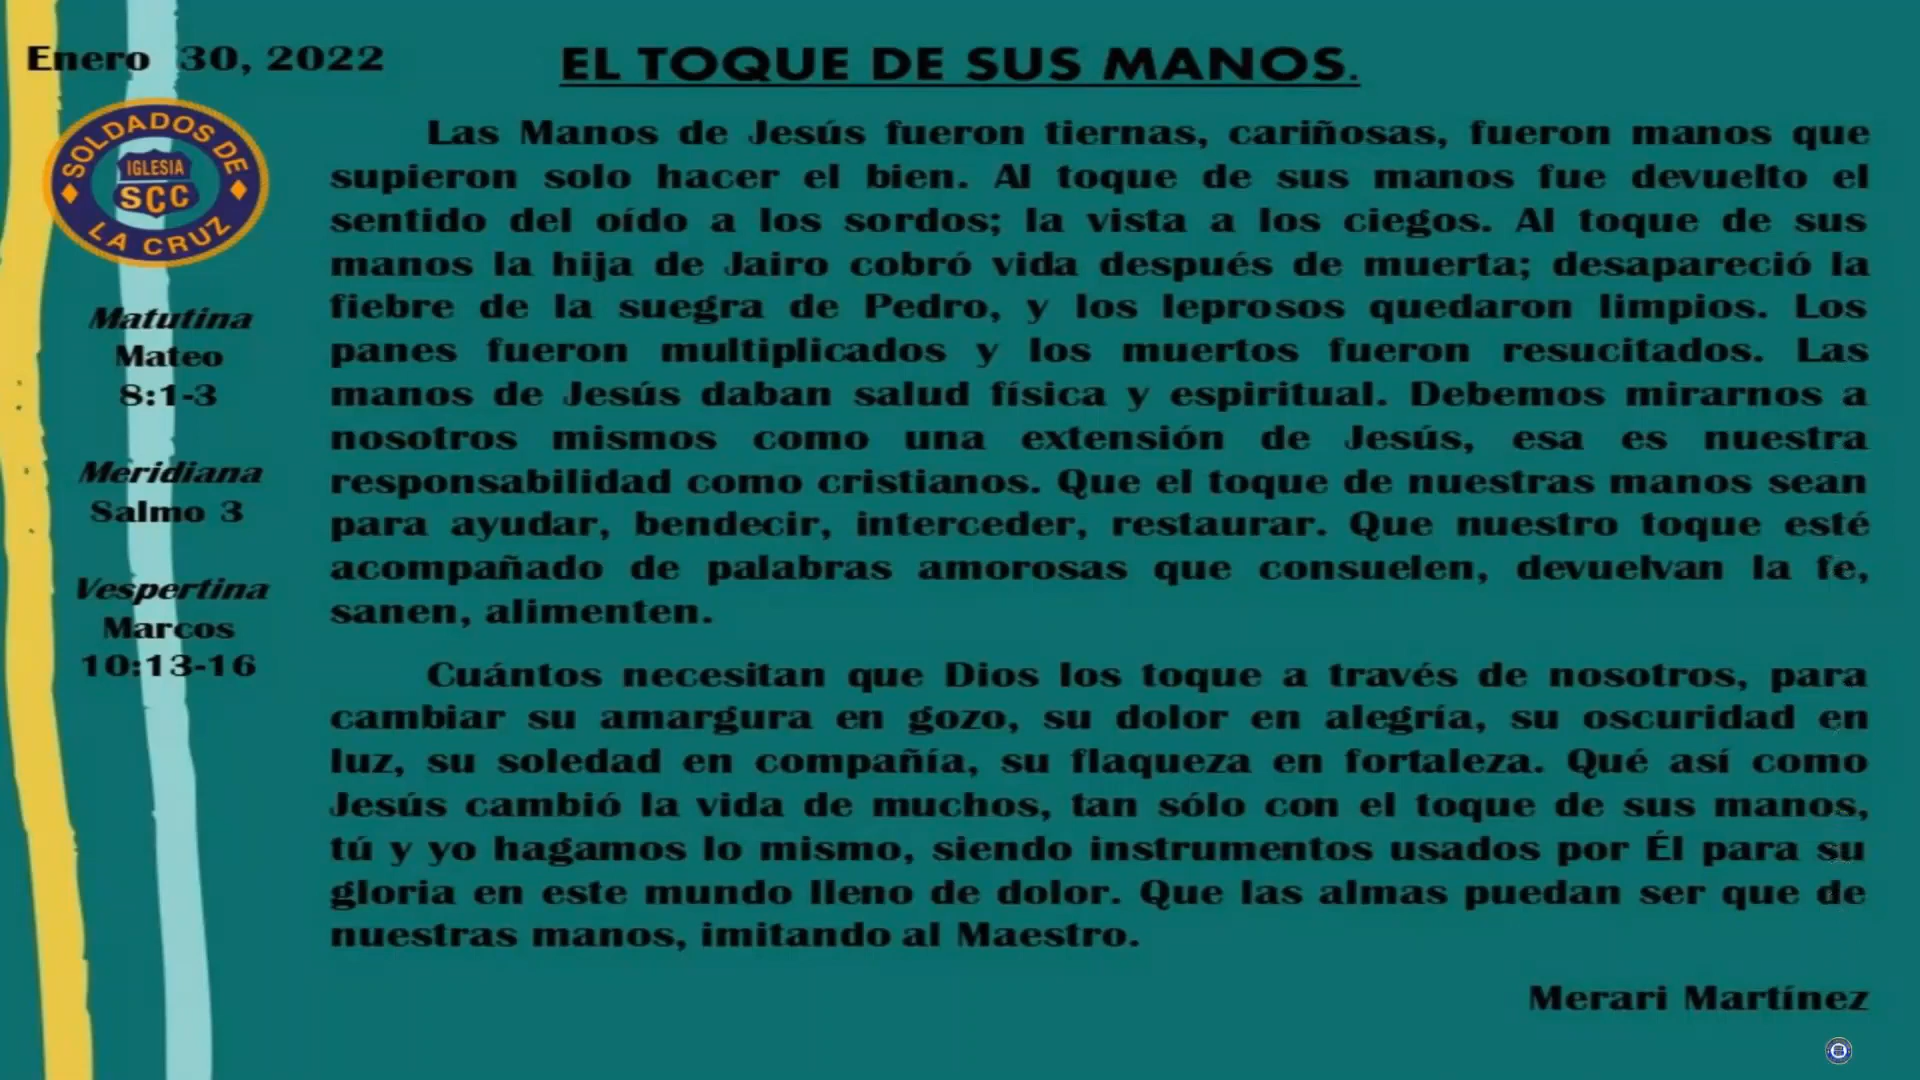 Enero 30, 2022
EL TOQUE DE SUS MANOS.
SOLDADOS DE
IGLESIA
SCC
LA CRUZ
Matutina
Mateo
8:1-3
Meridiana
Salmo 3
Vespertina
Marcos
10:13-16
Las Manos de Jesús fueron tiernas, cariñosas, fueron manos que
supieron solo hacer el bien. Al toque de sus manos fue devuelto el
sentido del oído a los sordos; la vista a los ciegos. Al toque de sus
manos la hija de Jairo cobró vida después de muerta; desapareció la
fiebre de la suegra de Pedro, y los leprosos quedaron limpios. Los
panes fueron multiplicados y los muertos fueron resucitados. Las
manos de Jesús daban salud física y espiritual. Debemos mirarnos a
nosotros mismos como una extensión de Jesús, esa es nuestra
responsabilidad como cristianos. Que el toque de nuestras manos sean
para ayudar, bendecir, interceder, restaurar. Que nuestro toque esté
acompañado de palabras amorosas que consuelen, devuelvan la fe,
sanen, alimenten.
Cuántos necesitan que Dios los toque a través de nosotros, para
cambiar su amargura en gozo, su dolor en alegría, su oscuridad en
luz, su soledad en compañía, su flaqueza en fortaleza. Qué así como
Jesús cambió la vida de muchos, tan sólo con el toque de sus manos,
tú y yo hagamos lo mismo, siendo instrumentos usados por Él para su
gloria en este mundo lleno de dolor. Que las almas puedan ser que de
nuestras manos, imitando al Maestro.
Merari Martínez